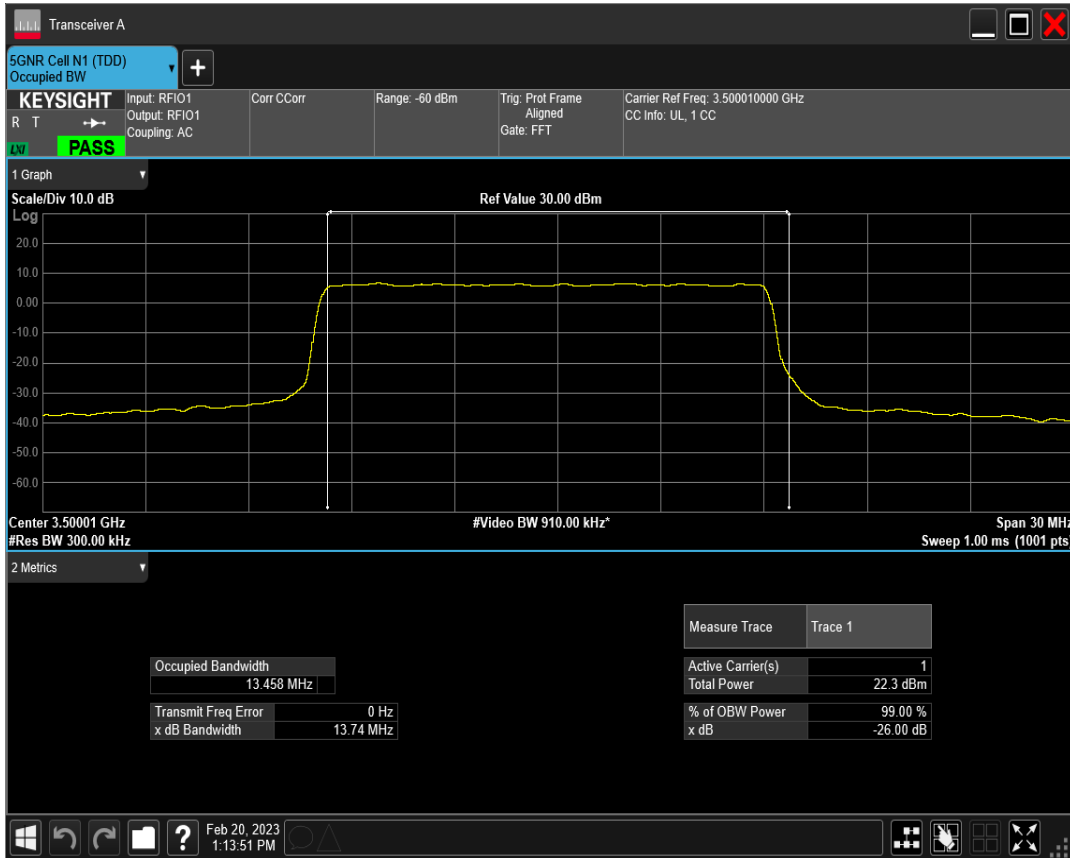 Transceiver A
5GNR Cell N1 (TDD)
Occupied BW
+
KEYSIGHT
R T
LXI
PASS
Input: RFIO1
Output: RFIO1
Coupling: AC
Corr CCorr
Range: -60 dBm
Trig: Prot Frame
Aligned
Gate: FFT
Carrier Ref Freq: 3.500010000 GHz
CC Info: UL, 1 CC
1 Graph
Scale/Div 10.0 dB
Ref Value 30.00 dBm
Log
20.0
10.0
0.00
-10.0
-20.0
-30.0
-40.0
-50.0
-60.0
Center 3.50001 GHz
#Video BW 910.00 kHz*
Span 30 MHz
#Res BW 300.00 kHz
Sweep 1.00 ms (1001 pts)
2 Metrics
Measure Trace Trace 1
Occupied Bandwidth
13.458 MHz
Active Carrier(s) 1
Total Power 22.3 dBm
Transmit Freq Error 0 Hz
x dB Bandwidth 13.74 MHz
% of OBW Power 99.00 %
x dB -26.00 dB
?
Feb 20, 2023
1:13:51 PM